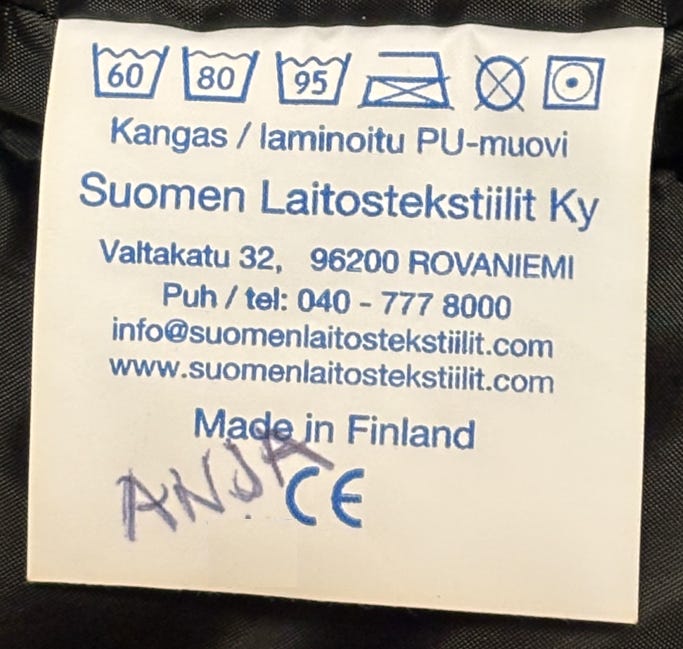 60 80 95
Kangas / laminoitu PU-muovi
Suomen Laitostekstiilit Ky
Valtakatu 32, 96200 ROVANIEMI
Puh / tel: 040 - 777 8000
info@suomenlaitostekstiilit.com
www.suomenlaitostekstiilit.com
Made in Finland
ANJA
CE